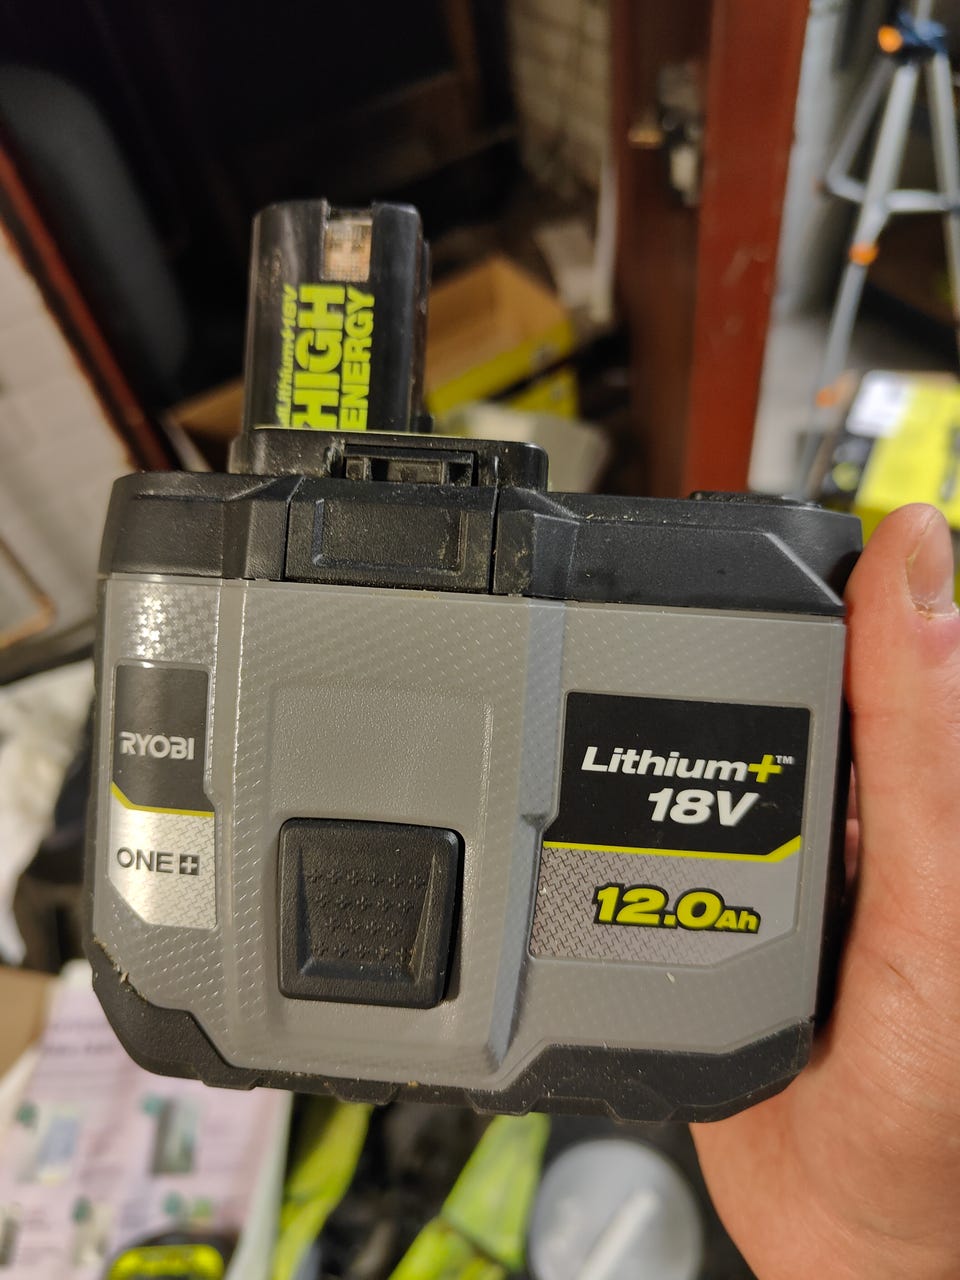 Lithium+18V
HIGH
ENERGY
RYOBI
ONE+
Lithium+™
18V
12.0Ah